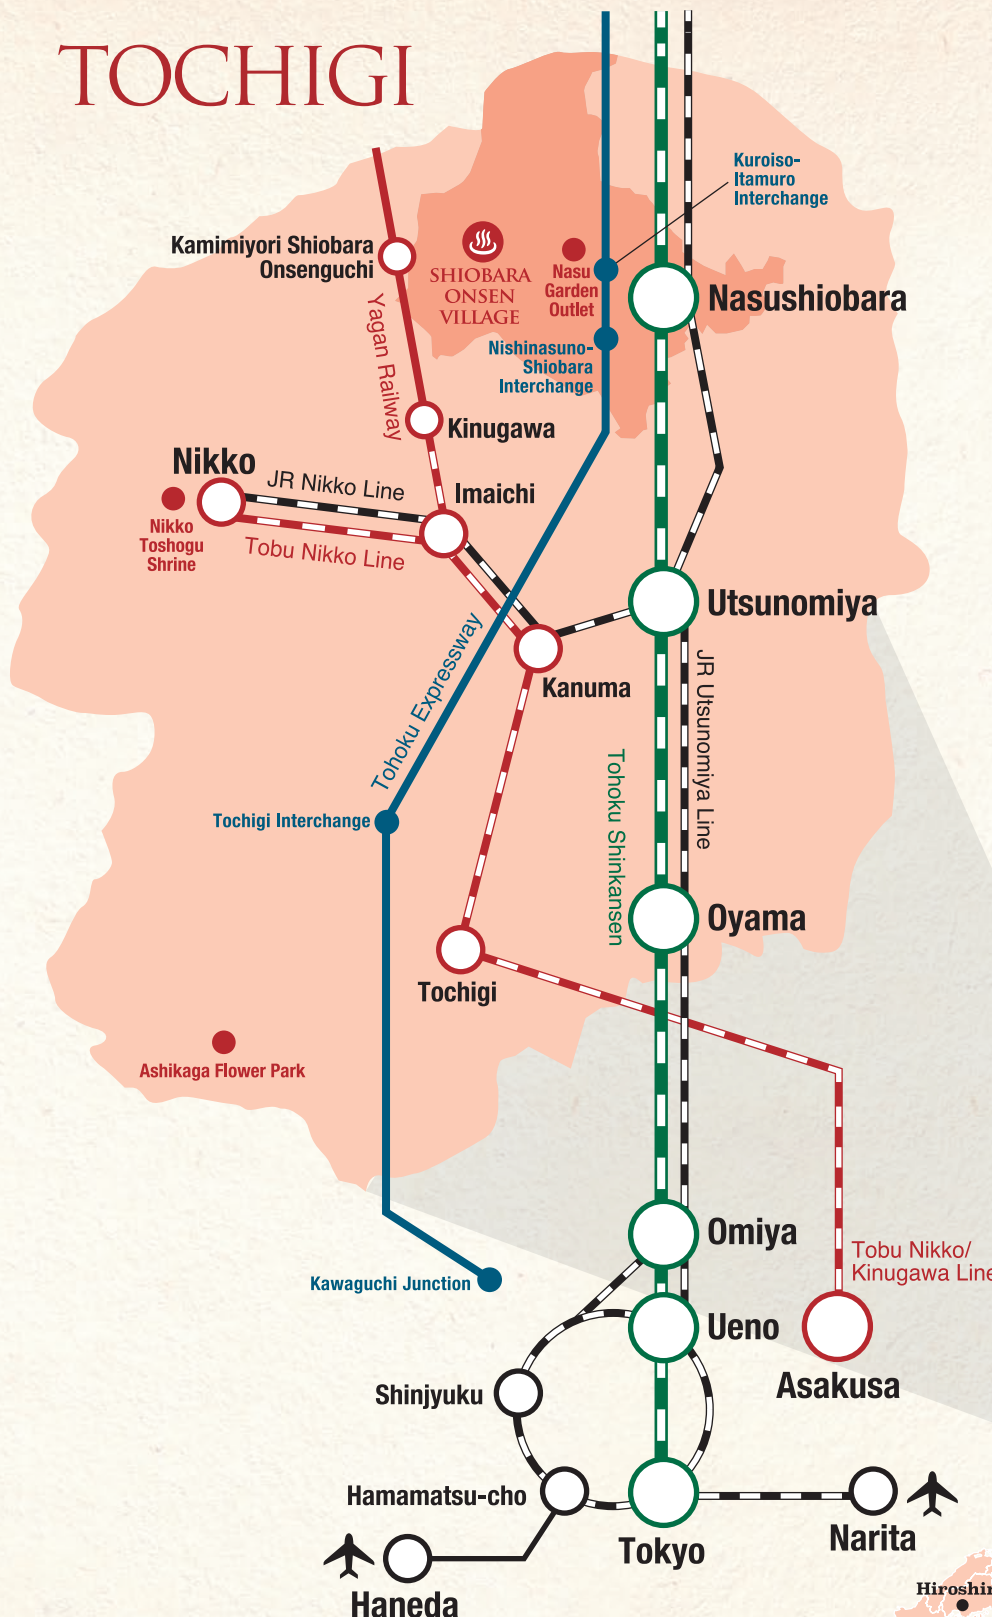 TOCHIGI
Kuroiso-
Itamuro
Interchange
Kamimiyori Shiobara
Onsenguchi
SHIOBARA
ONSEN
VILLAGE
Nasu
Garden
Outlet
Nasushiobara
Yagan Railway
Nishinasuno-
Shiobara
Interchange
Kinugawa
Nikko
JR Nikko Line
Imaichi
Nikko
Toshogu
Shrine
Tobu Nikko Line
Utsunomiya
Tohoku Expressway
Kanuma
JR Utsunomiya Line
Tohoku Shinkansen
Tochigi Interchange
Oyama
Tochigi
Ashikaga Flower Park
Omiya
Tobu Nikko/
Kinugawa Line
Kawaguchi Junction
Ueno
Asakusa
Shinjyuku
Hamamatsu-cho
Tokyo
Narita
Haneda
Hiroshim